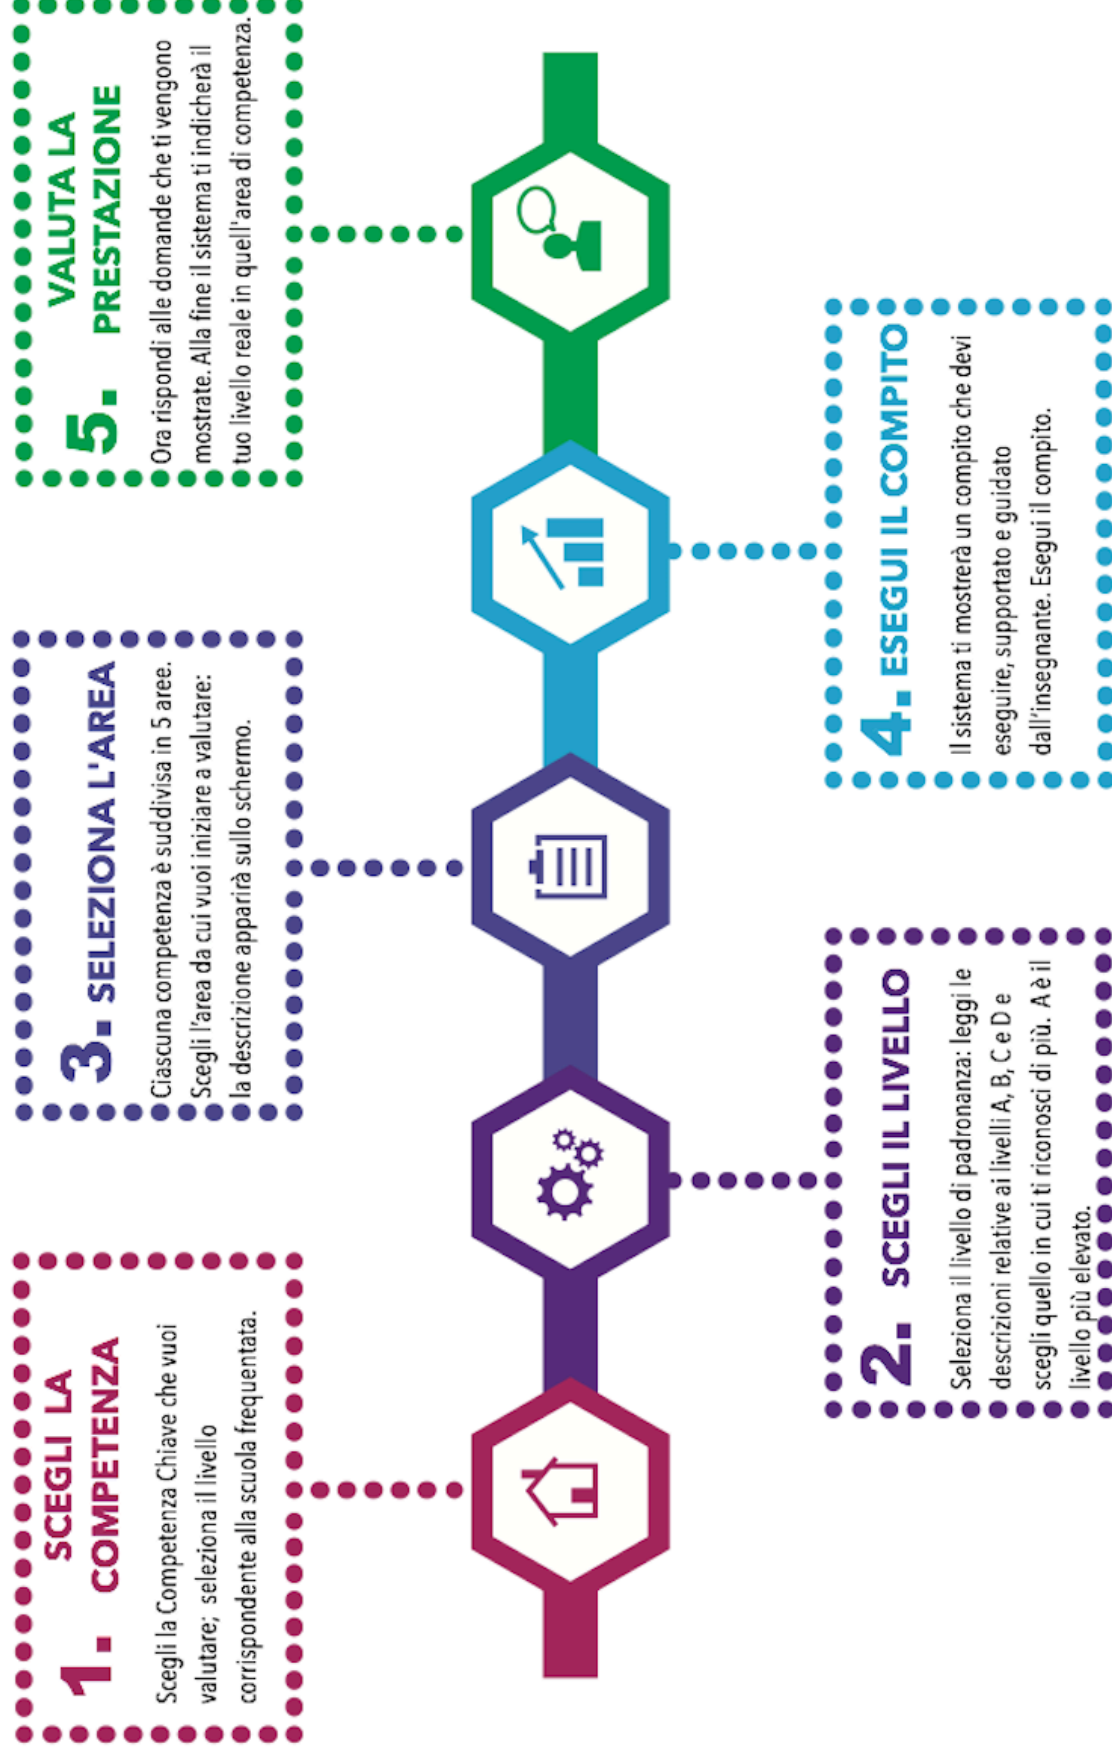 1. SCEGLI LA
COMPETENZA
Scegli la Competenza Chiave che vuoi
valutare; seleziona il livello
corrispondente alla scuola frequentata.
2. SCEGLI IL LIVELLO
Seleziona il livello di padronanza: leggi le
descrizioni relative ai livelli A, B, C e D e
scegli quello in cui ti riconosci di più. A è il
livello più elevato.
3. SELEZIONA L'AREA
Ciascuna competenza è suddivisa in 5 aree.
Scegli l'area da cui vuoi iniziare a valutare:
la descrizione apparirà sullo schermo.
4. ESEGUI IL COMPITO
Il sistema ti mostrerà un compito che devi
eseguire, supportato e guidato
dall'insegnante. Esegui il compito.
5. VALUTA LA
PRESTAZIONE
Ora rispondi alle domande che ti vengono
mostrate. Alla fine il sistema ti indicherà il
tuo livello reale in quell'area di competenza.